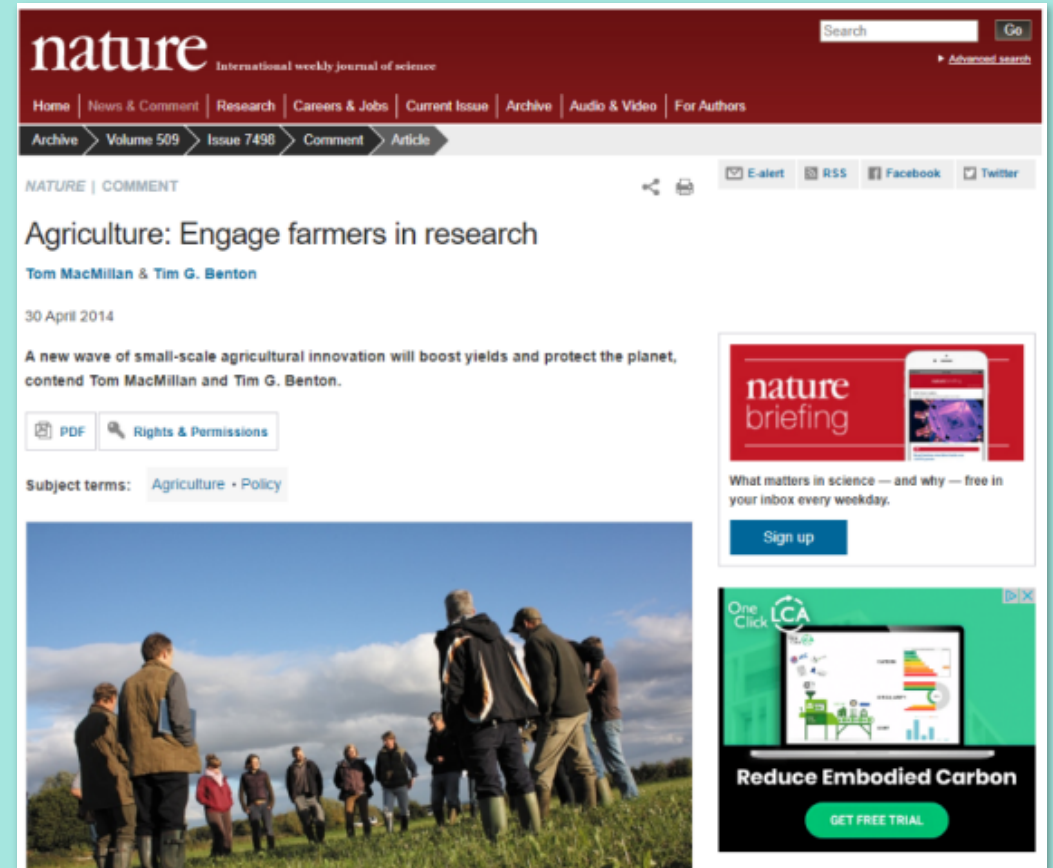 Search
Go
nature International weekly journal of science
Advanced search
Home News & Comment Research Careers & Jobs Current Issue Archive Audio & Video For Authors
Archive Volume 509 Issue 7498 Comment Article
E-alert RSS Facebook Twitter
NATURE | COMMENT
Agriculture: Engage farmers in research
Tom MacMillan & Tim G. Benton
30 April 2014
A new wave of small-scale agricultural innovation will boost yields and protect the planet,
contend Tom MacMillan and Tim G. Benton.
PDF Rights & Permissions
Subject terms: Agriculture • Policy
nature
briefing
What matters in science — and why — free in
your inbox every weekday.
Sign up
One
Click LCA
Reduce Embodied Carbon
GET FREE TRIAL